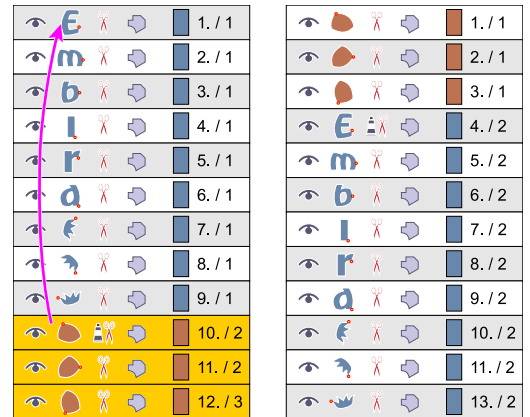 E 1. / 1
m 2. / 1
b 3. / 1
l 4. / 1
r 5. / 1
a 6. / 1
7. / 1
8. / 1
9. / 1
10. / 2
11. / 2
12. / 3
1. / 1
2. / 1
3. / 1
E 4. / 2
m 5. / 2
b 6. / 2
l 7. / 2
r 8. / 2
a 9. / 2
10. / 2
11. / 2
13. / 2